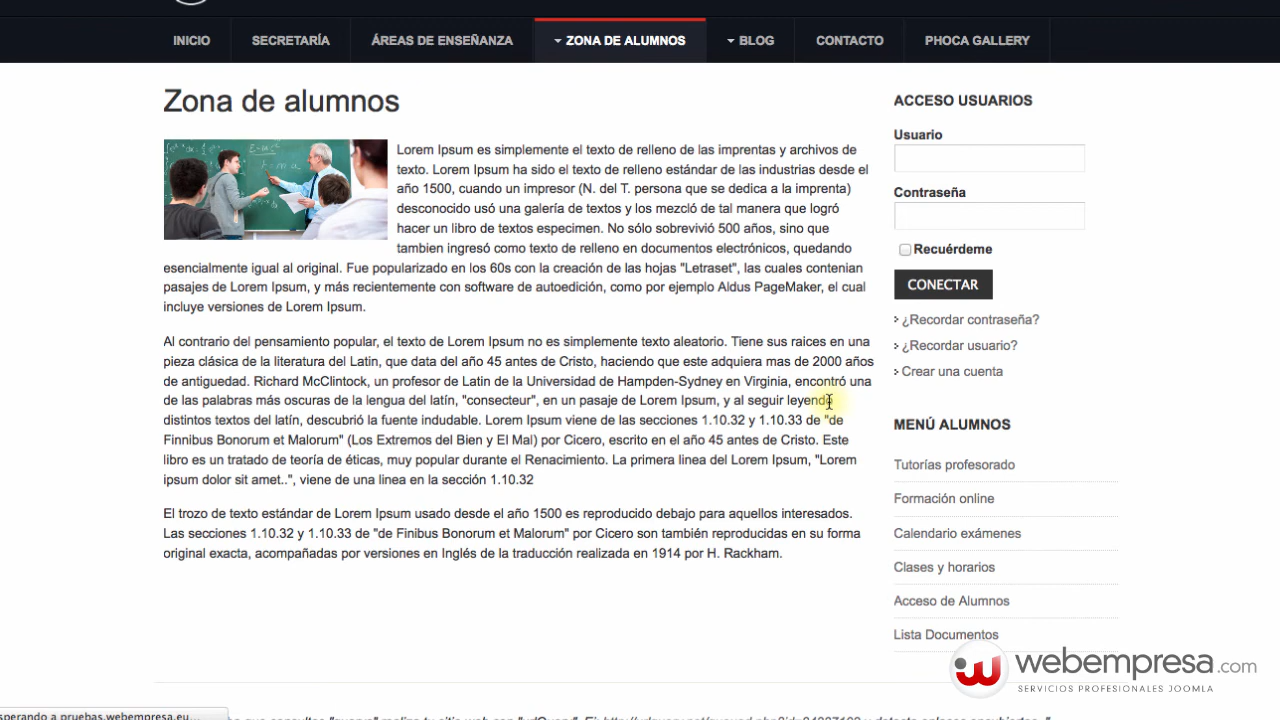 INICIO SECRETARÍA ÁREAS DE ENSEÑANZA ZONA DE ALUMNOS BLOG CONTACTO PHOCA GALLERY
Zona de alumnos
Lorem Ipsum es simplemente el texto de relleno de las imprentas y archivos de
texto. Lorem Ipsum ha sido el texto de relleno estándar de las industrias desde el
año 1500, cuando un impresor (N. del T. persona que se dedica a la imprenta)
desconocido usó una galería de textos y los mezcló de tal manera que logró
hacer un libro de textos especimen. No sólo sobrevivió 500 años, sino que
tambien ingresó como texto de relleno en documentos electrónicos, quedando
esencialmente igual al original. Fue popularizado en los 60s con la creación de las hojas "Letraset", las cuales contenian
pasajes de Lorem Ipsum, y más recientemente con software de autoedición, como por ejemplo Aldus PageMaker, el cual
incluye versiones de Lorem Ipsum.
Al contrario del pensamiento popular, el texto de Lorem Ipsum no es simplemente texto aleatorio. Tiene sus raices en una
pieza clásica de la literatura del Latin, que data del año 45 antes de Cristo, haciendo que este adquiera mas de 2000 años
de antiguedad. Richard McClintock, un profesor de Latin de la Universidad de Hampden-Sydney en Virginia, encontró una
de las palabras más oscuras de la lengua del latín, "consecteur", en un pasaje de Lorem Ipsum, y al seguir leyendo
distintos textos del latín, descubrió la fuente indudable. Lorem Ipsum viene de las secciones 1.10.32 y 1.10.33 de "de
Finnibus Bonorum et Malorum" (Los Extremos del Bien y El Mal) por Cicero, escrito en el año 45 antes de Cristo. Este
libro es un tratado de teoría de éticas, muy popular durante el Renacimiento. La primera linea del Lorem Ipsum, "Lorem
ipsum dolor sit amet..", viene de una linea en la sección 1.10.32
El trozo de texto estándar de Lorem Ipsum usado desde el año 1500 es reproducido debajo para aquellos interesados.
Las secciones 1.10.32 y 1.10.33 de "de Finibus Bonorum et Malorum" por Cicero son también reproducidas en su forma
original exacta, acompañadas por versiones en Inglés de la traducción realizada en 1914 por H. Rackham.
ACCESO USUARIOS
Usuario
Contraseña
Recuérdeme
CONECTAR
¿Recordar contraseña?
¿Recordar usuario?
Crear una cuenta
MENÚ ALUMNOS
Tutorías profesorado
Formación online
Calendario exámenes
Clases y horarios
Acceso de Alumnos
Lista Documentos
webempresa.com
SERVICIOS PROFESIONALES JOOMLA
sperando a pruebas.webempresa.eu...